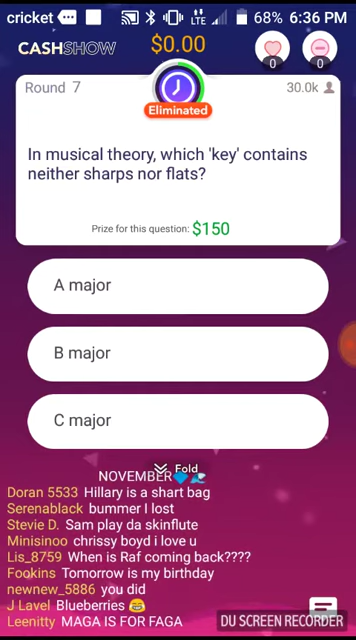 cricket LTE 68% 6:36 PM
CASHSHOW $0.00
0 0
Round 7 30.0k
Eliminated
In musical theory, which 'key' contains
neither sharps nor flats?
Prize for this question: $150
A major
B major
C major
Fold
NOVEMBER
Doran 5533 Hillary is a shart bag
Serenablack bummer I lost
Stevie D. Sam play da skinflute
Minisinoo chrissy boyd i love u
Lis_8759 When is Raf coming back????
Fookins Tomorrow is my birthday
newnew_5886 you did
J Lavel Blueberries 😂
Leenitty MAGA IS FOR FAGA
DU SCREEN RECORDER